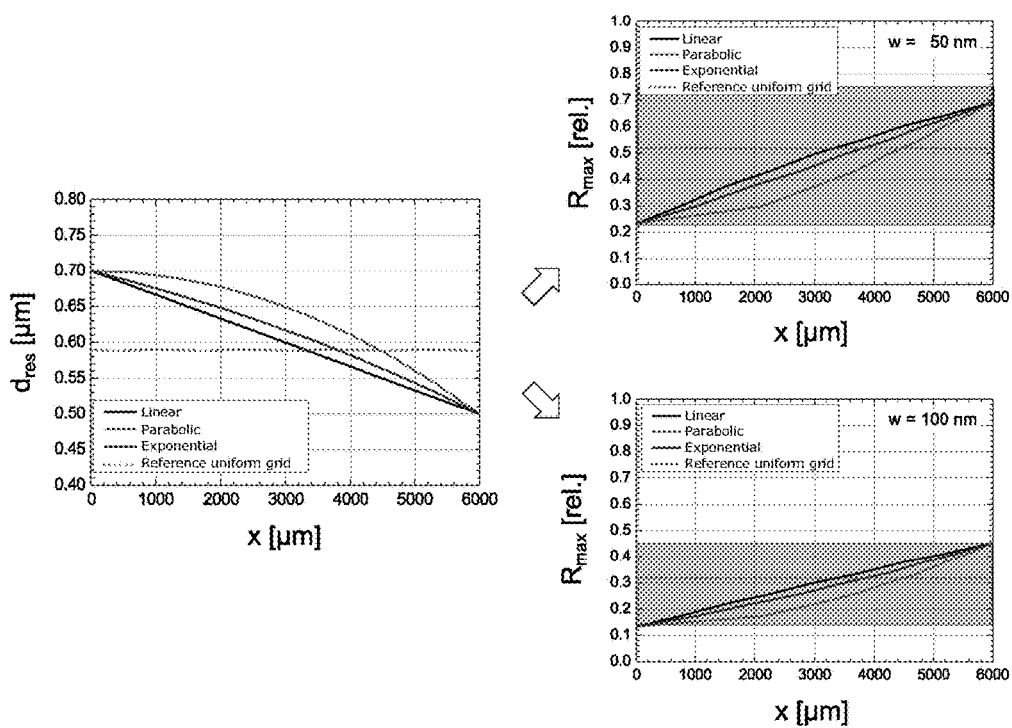 0.80
0.75
0.70
0.65
0.60
0.55
0.50
0.45
0.40
d_res [µm]
Linear
Parabolic
Exponential
Reference uniform grid
0 1000 2000 3000 4000 5000 6000
x [µm]
1.0
0.9
0.8
0.7
0.6
0.5
0.4
0.3
0.2
0.1
0.0
R_max [rel.]
Linear
Parabolic
Exponential
Reference uniform grid
w = 50 nm
0 1000 2000 3000 4000 5000 6000
x [µm]
1.0
0.9
0.8
0.7
0.6
0.5
0.4
0.3
0.2
0.1
0.0
R_max [rel.]
Linear
Parabolic
Exponential
Reference uniform grid
w = 100 nm
0 1000 2000 3000 4000 5000 6000
x [µm]